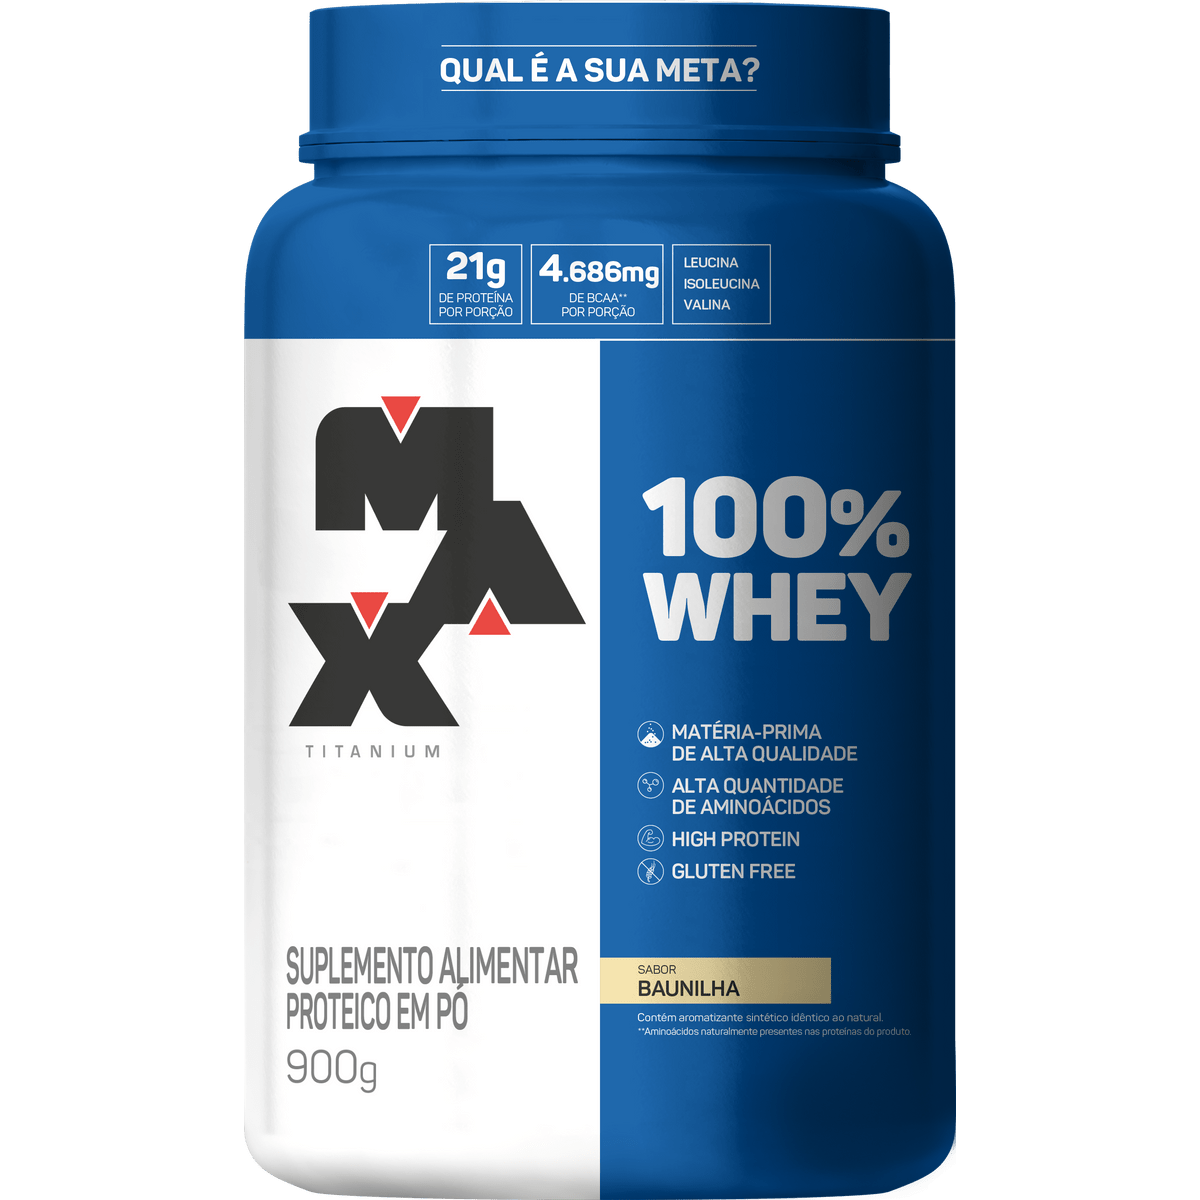 QUAL É A SUA META?
21g
DE PROTEÍNA
POR PORÇÃO
4.686mg
DE BCAA**
POR PORÇÃO
LEUCINA
ISOLEUCINA
VALINA
MAX
TITANIUM
100%
WHEY
MATÉRIA-PRIMA
DE ALTA QUALIDADE
ALTA QUANTIDADE
DE AMINOÁCIDOS
HIGH PROTEIN
GLUTEN FREE
SUPLEMENTO ALIMENTAR
PROTEICO EM PÓ
900g
SABOR
BAUNILHA
Contém aromatizante sintético idêntico ao natural.
**Aminoácidos naturalmente presentes nas proteínas do produto.